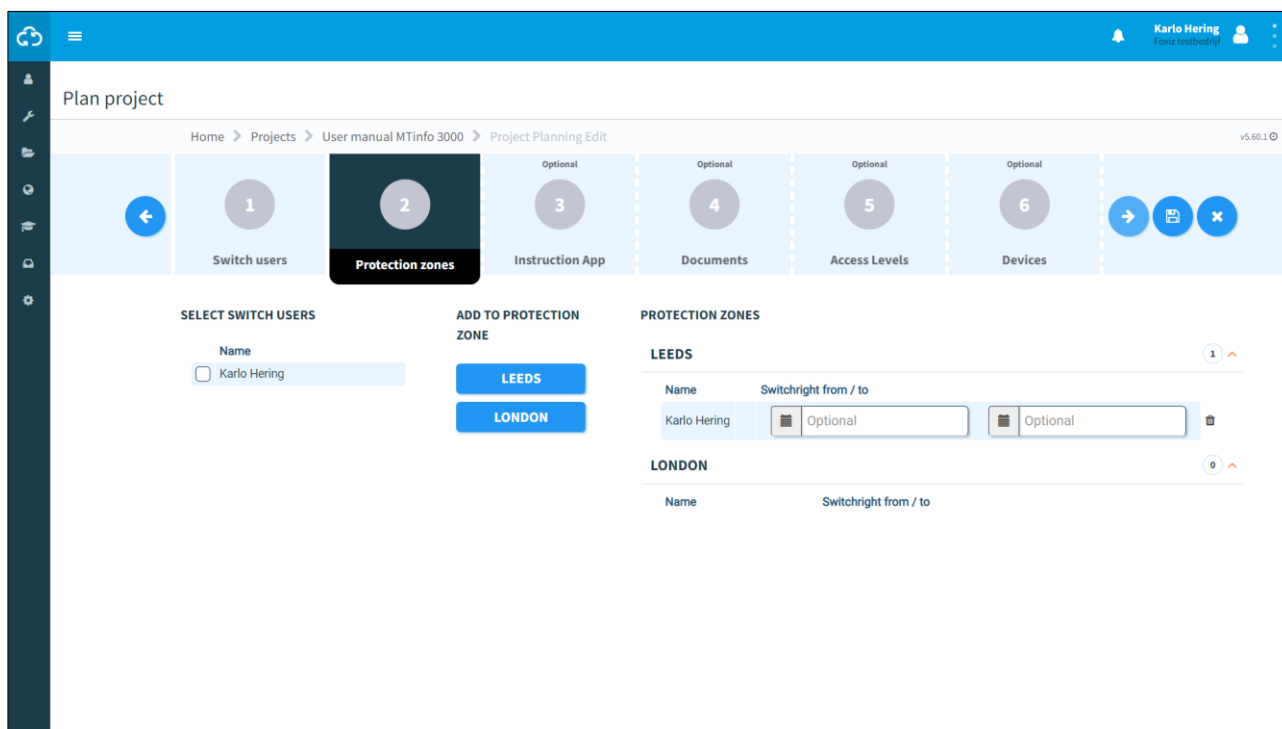 Karlo Hering
Foxiz testbedrijf
Plan project
Home Projects User manual MTinfo 3000 Project Planning Edit
v5.60.1
Optional Optional Optional Optional
1 2 3 4 5 6
Switch users Protection zones Instruction App Documents Access Levels Devices
SELECT SWITCH USERS
Name
Karlo Hering
ADD TO PROTECTION
ZONE
LEEDS
LONDON
PROTECTION ZONES
LEEDS 1
Name Switchright from / to
Karlo Hering Optional Optional
LONDON 0
Name Switchright from / to